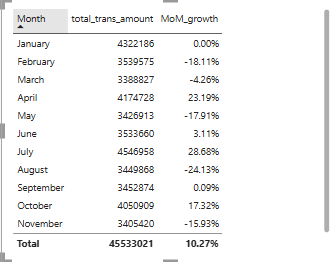 Month total_trans_amount MoM_growth
January 4322186 0.00%
February 3539575 -18.11%
March 3388827 -4.26%
April 4174728 23.19%
May 3426913 -17.91%
June 3533660 3.11%
July 4546958 28.68%
August 3449868 -24.13%
September 3452874 0.09%
October 4050909 17.32%
November 3405420 -15.93%
Total 45533021 10.27%